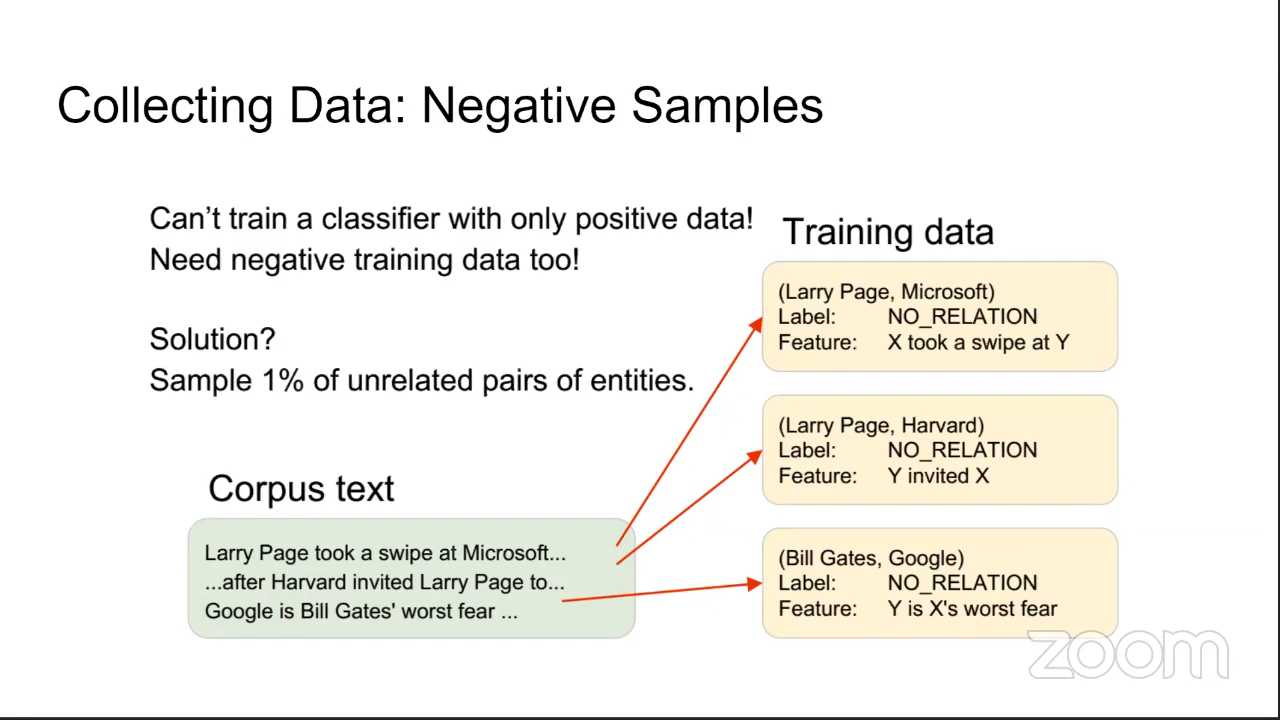 Collecting Data: Negative Samples
Can’t train a classifier with only positive data!
Need negative training data too!
Solution?
Sample 1% of unrelated pairs of entities.
Corpus text
Larry Page took a swipe at Microsoft...
...after Harvard invited Larry Page to...
Google is Bill Gates' worst fear ...
Training data
(Larry Page, Microsoft)
Label: NO_RELATION
Feature: X took a swipe at Y
(Larry Page, Harvard)
Label: NO_RELATION
Feature: Y invited X
(Bill Gates, Google)
Label: NO_RELATION
Feature: Y is X's worst fear
zoom